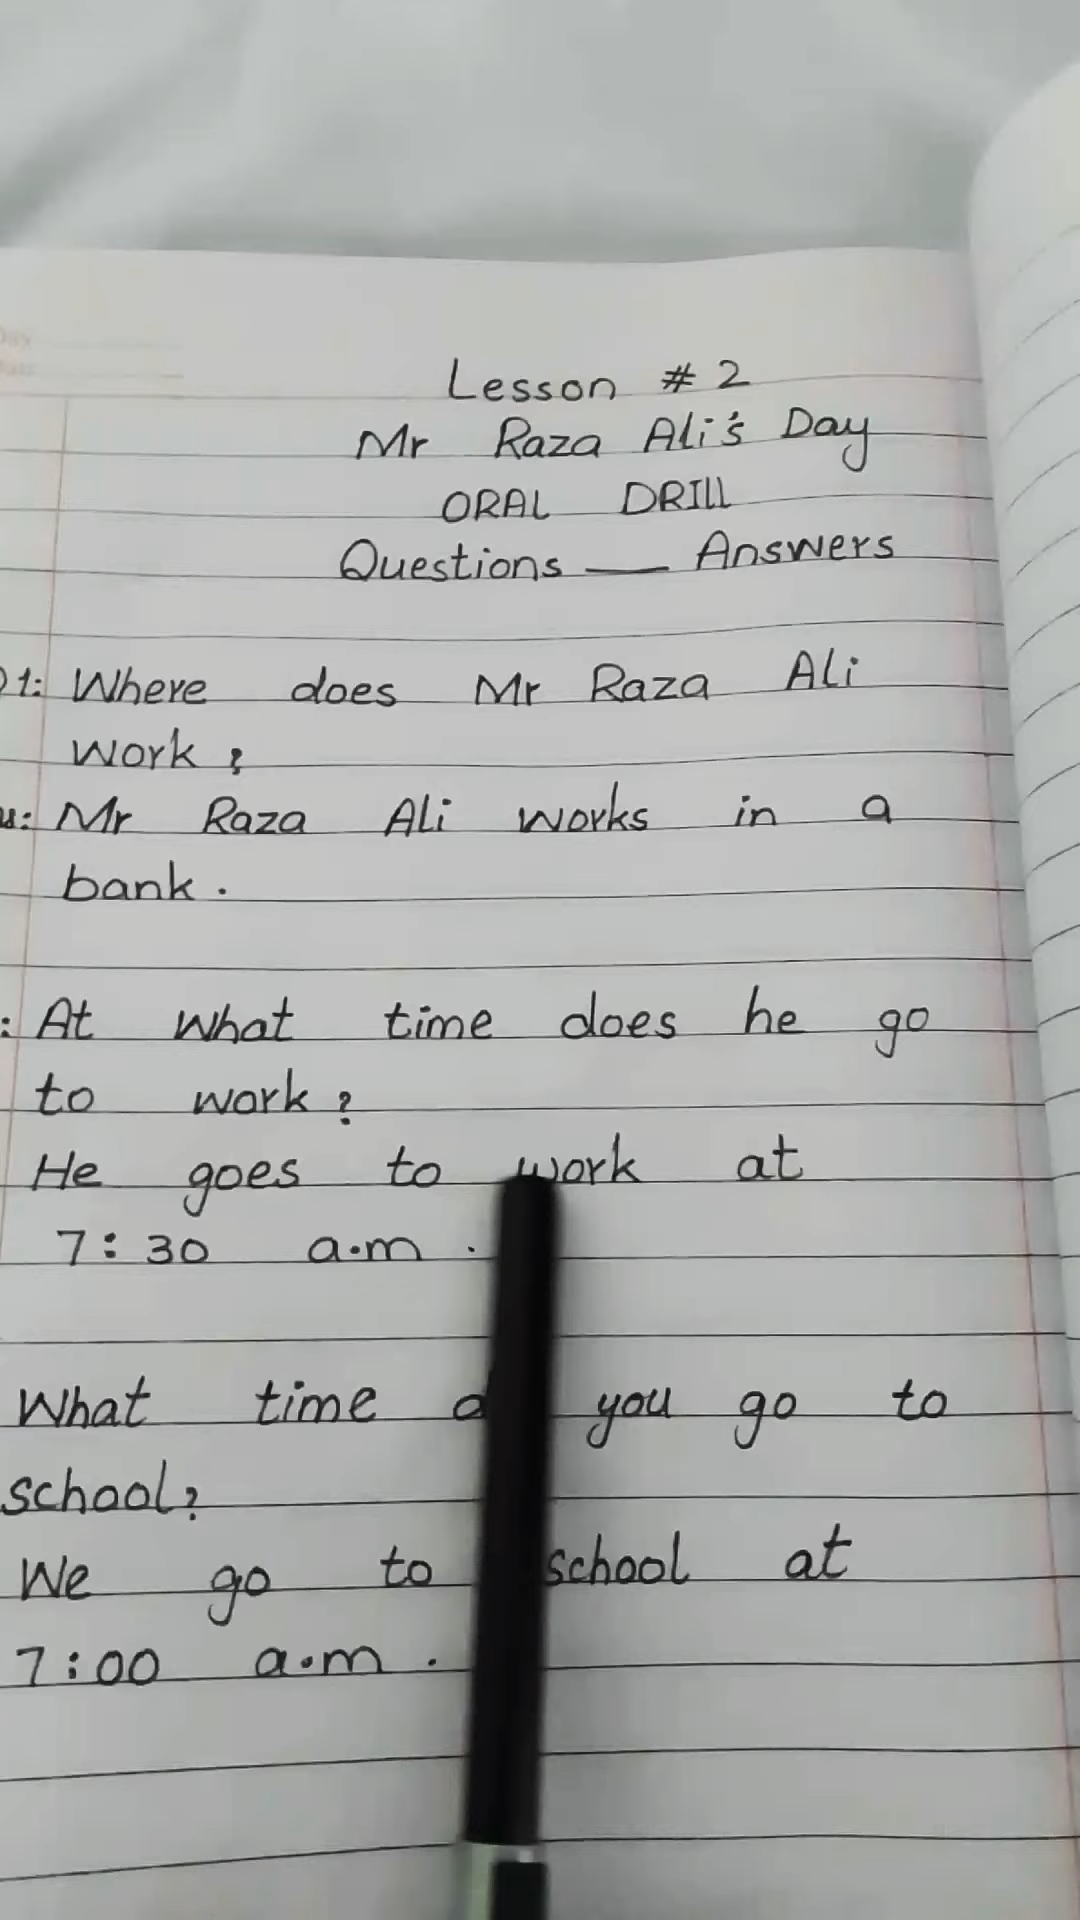 Lesson # 2
Mr Raza Ali's Day
ORAL DRILL
Questions — Answers
1: Where does Mr Raza Ali
work?
Mr Raza Ali works in a
bank.
: At what time does he go
to work?
He goes to work at
7:30 a.m.
What time you go to
school?
We go to school at
7:00 a.m.